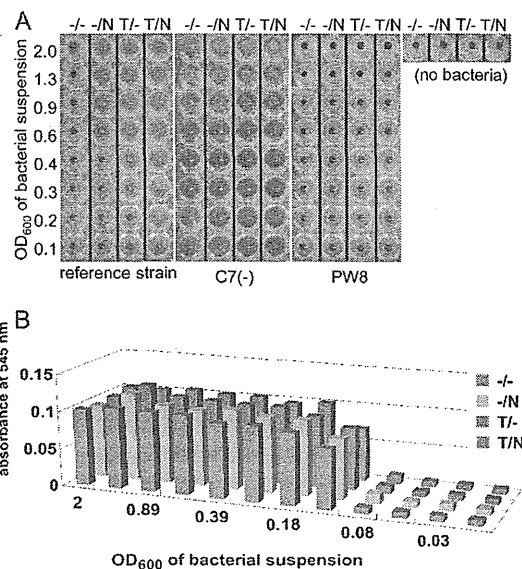 A
-/- -/N T/- T/N -/- -/N T/- T/N -/- -/N T/- T/N -/- -/N T/- T/N
2.0
(no bacteria)
1.3
0.9
0.6
0.4
0.3
0.2
0.1
OD600 of bacterial suspension
reference strain C7(-) PW8
B
absorbance at 545 nm
0.15
0.1
0.05
0
-/-
-/N
T/-
T/N
2 0.89 0.39 0.18 0.08 0.03
OD600 of bacterial suspension